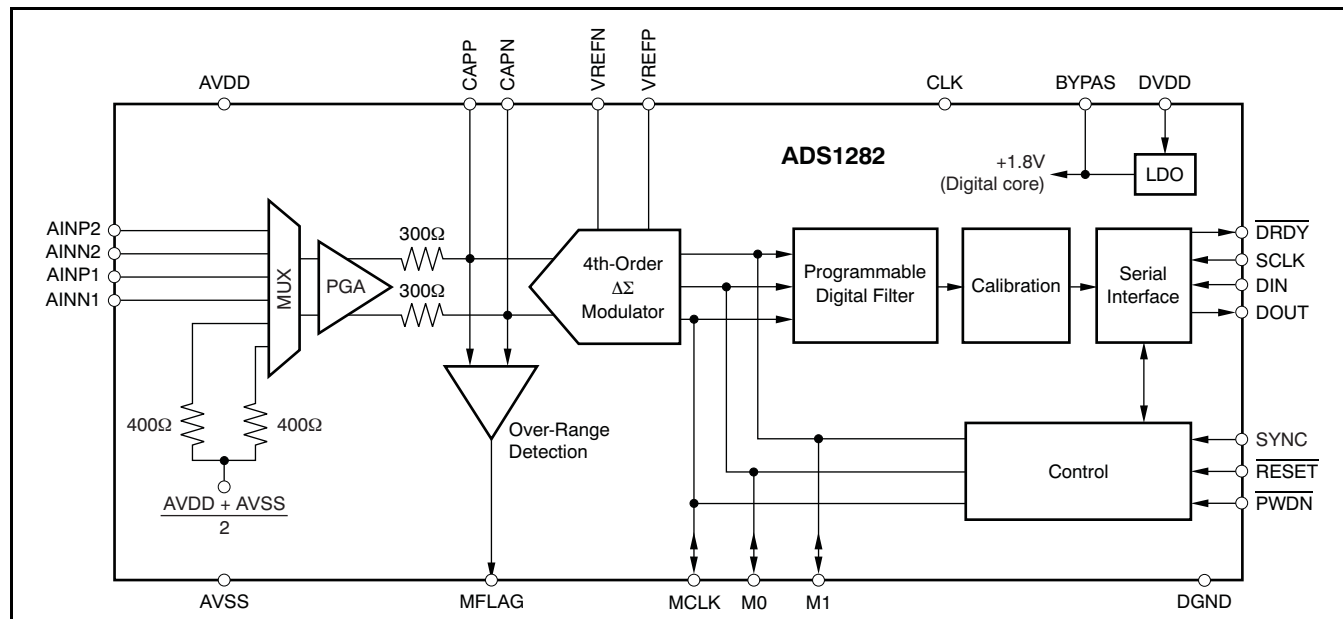 CAPP
CAPN
VREFN
VREFP
AVDD
CLK
BYPAS
DVDD
ADS1282
+1.8V
(Digital core)
LDO
AINP2
AINN2
AINP1
AINN1
MUX
PGA
300Ω
300Ω
4th-Order
ΔΣ
Modulator
Programmable
Digital Filter
Calibration
Serial
Interface
DRDY
SCLK
DIN
DOUT
400Ω
400Ω
AVDD + AVSS
2
Over-Range
Detection
Control
SYNC
RESET
PWDN
AVSS
MFLAG
MCLK
M0
M1
DGND